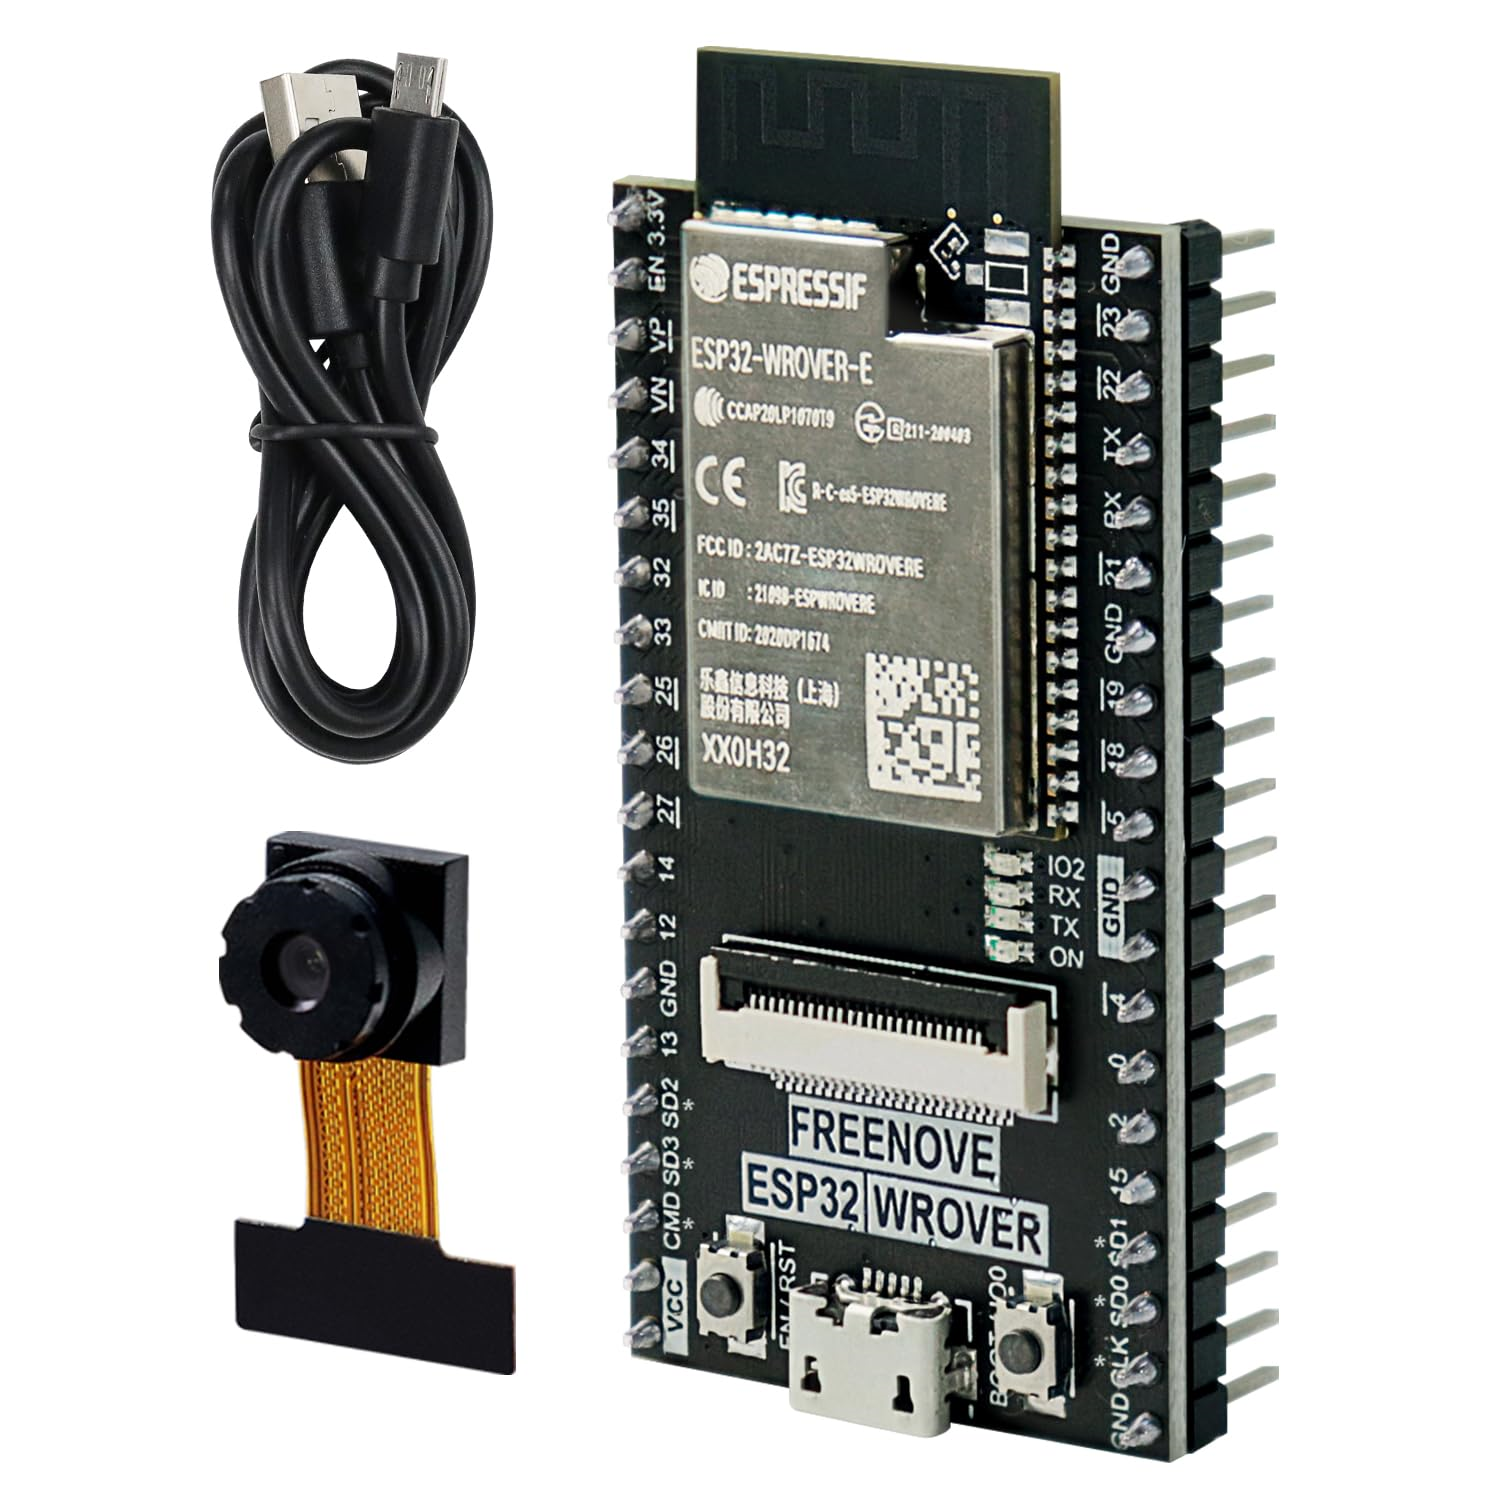 ESPRESSIF
ESP32-WROVER-E
CCAP20LP1070T9
R 211-200403
CE
R-C-es5-ESP32WROVERE
FCC ID : 2AC7Z-ESP32WROVERE
IC ID : 21098-ESPWROVERE
CMIIT ID: 2020DP1674
乐鑫信息科技(上海)
股份有限公司
XX0H32
3.3V
EN
VP
VN
34
35
32
33
25
26
27
14
12
GND
13
SD2 *
SD3 *
CMD *
VCC
GND
23
22
TX
RX
21
GND
19
18
5
GND
4
0
2
15
SD1 *
SD0 *
CLK *
GND
IO2
RX
TX
ON
FREENOVE
ESP32 WROVER
EN / RST
BOOT / IO0